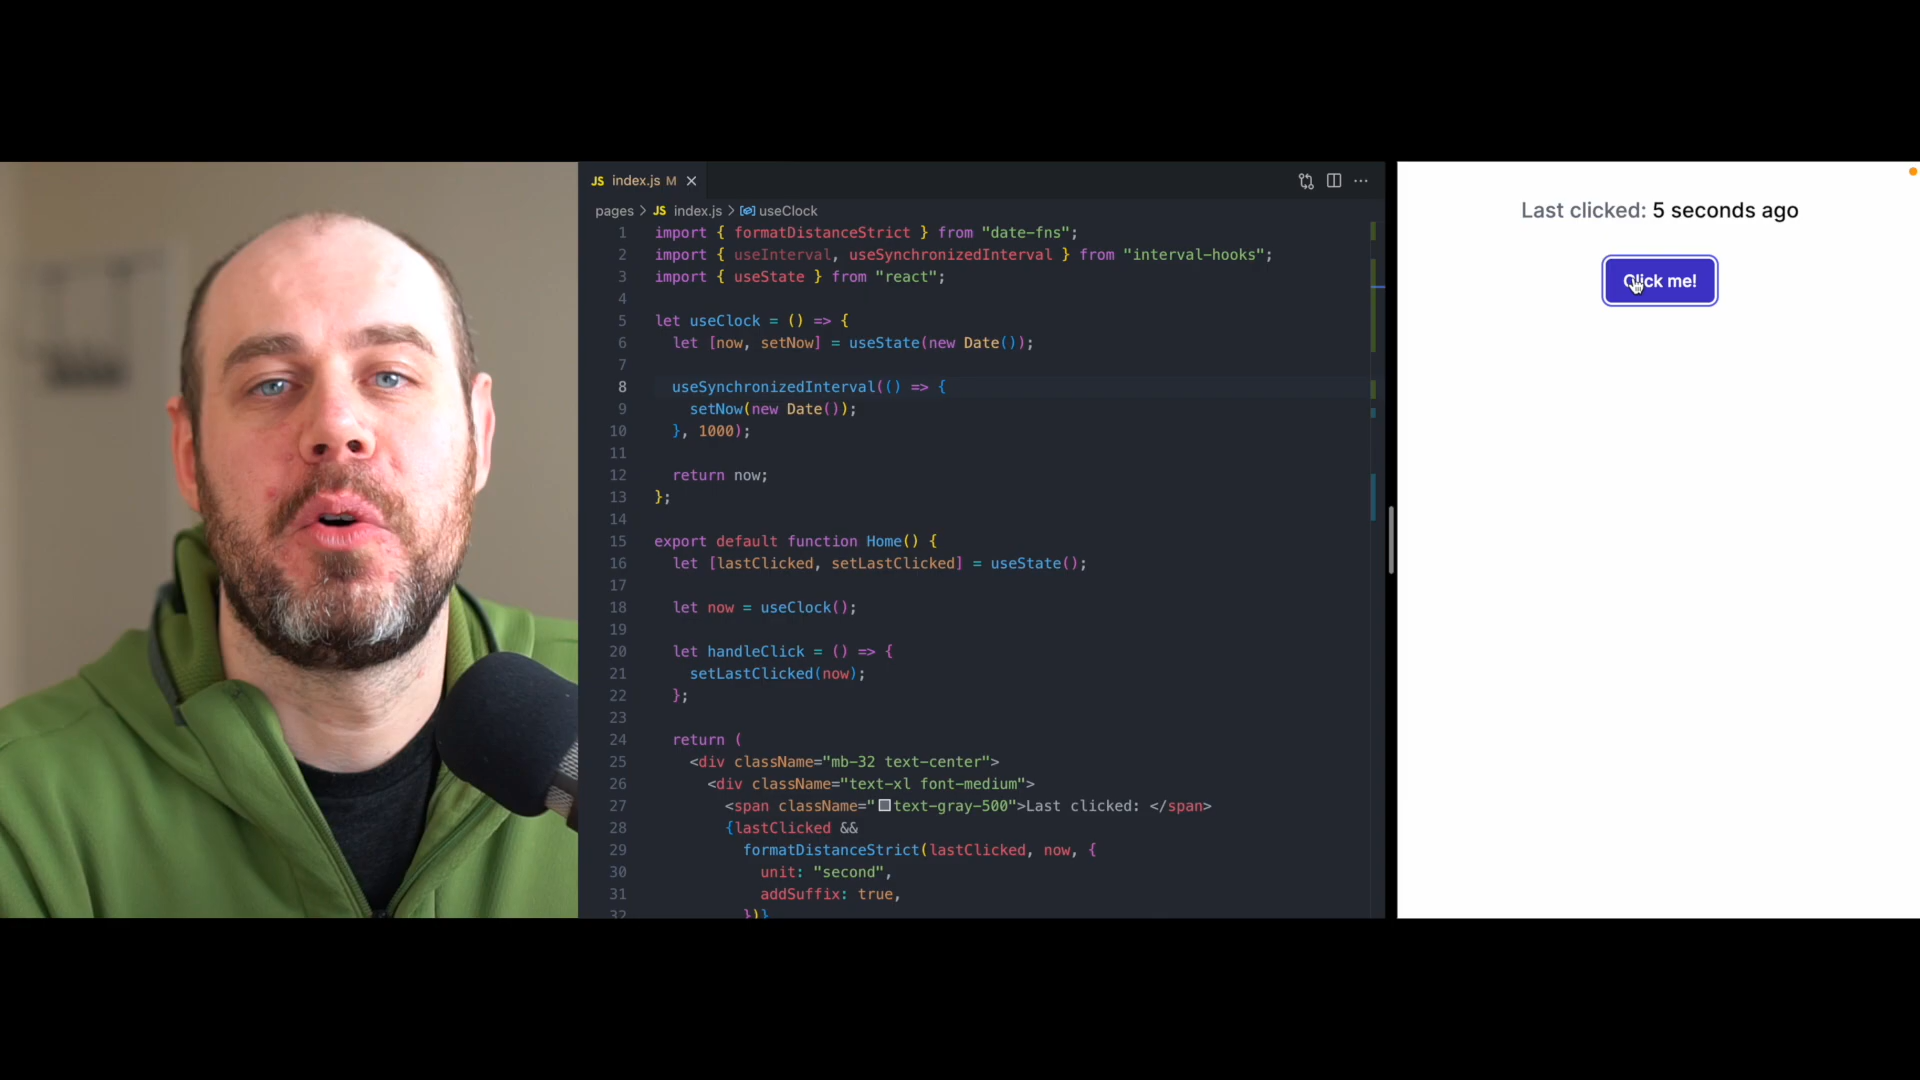 JS index.js M
pages > JS index.js > useClock
1 import { formatDistanceStrict } from "date-fns";
2 import { useInterval, useSynchronizedInterval } from "interval-hooks";
3 import { useState } from "react";
4
5 let useClock = () => {
6 let [now, setNow] = useState(new Date());
7
8 useSynchronizedInterval(() => {
9 setNow(new Date());
10 }, 1000);
11
12 return now;
13 };
14
15 export default function Home() {
16 let [lastClicked, setLastClicked] = useState();
17
18 let now = useClock();
19
20 let handleClick = () => {
21 setLastClicked(now);
22 };
23
24 return (
25 <div className="mb-32 text-center">
26 <div className="text-xl font-medium">
27 <span className="text-gray-500">Last clicked: </span>
28 {lastClicked &&
29 formatDistanceStrict(lastClicked, now, {
30 unit: "second",
31 addSuffix: true,
32 })}
Last clicked: 5 seconds ago
Click me!